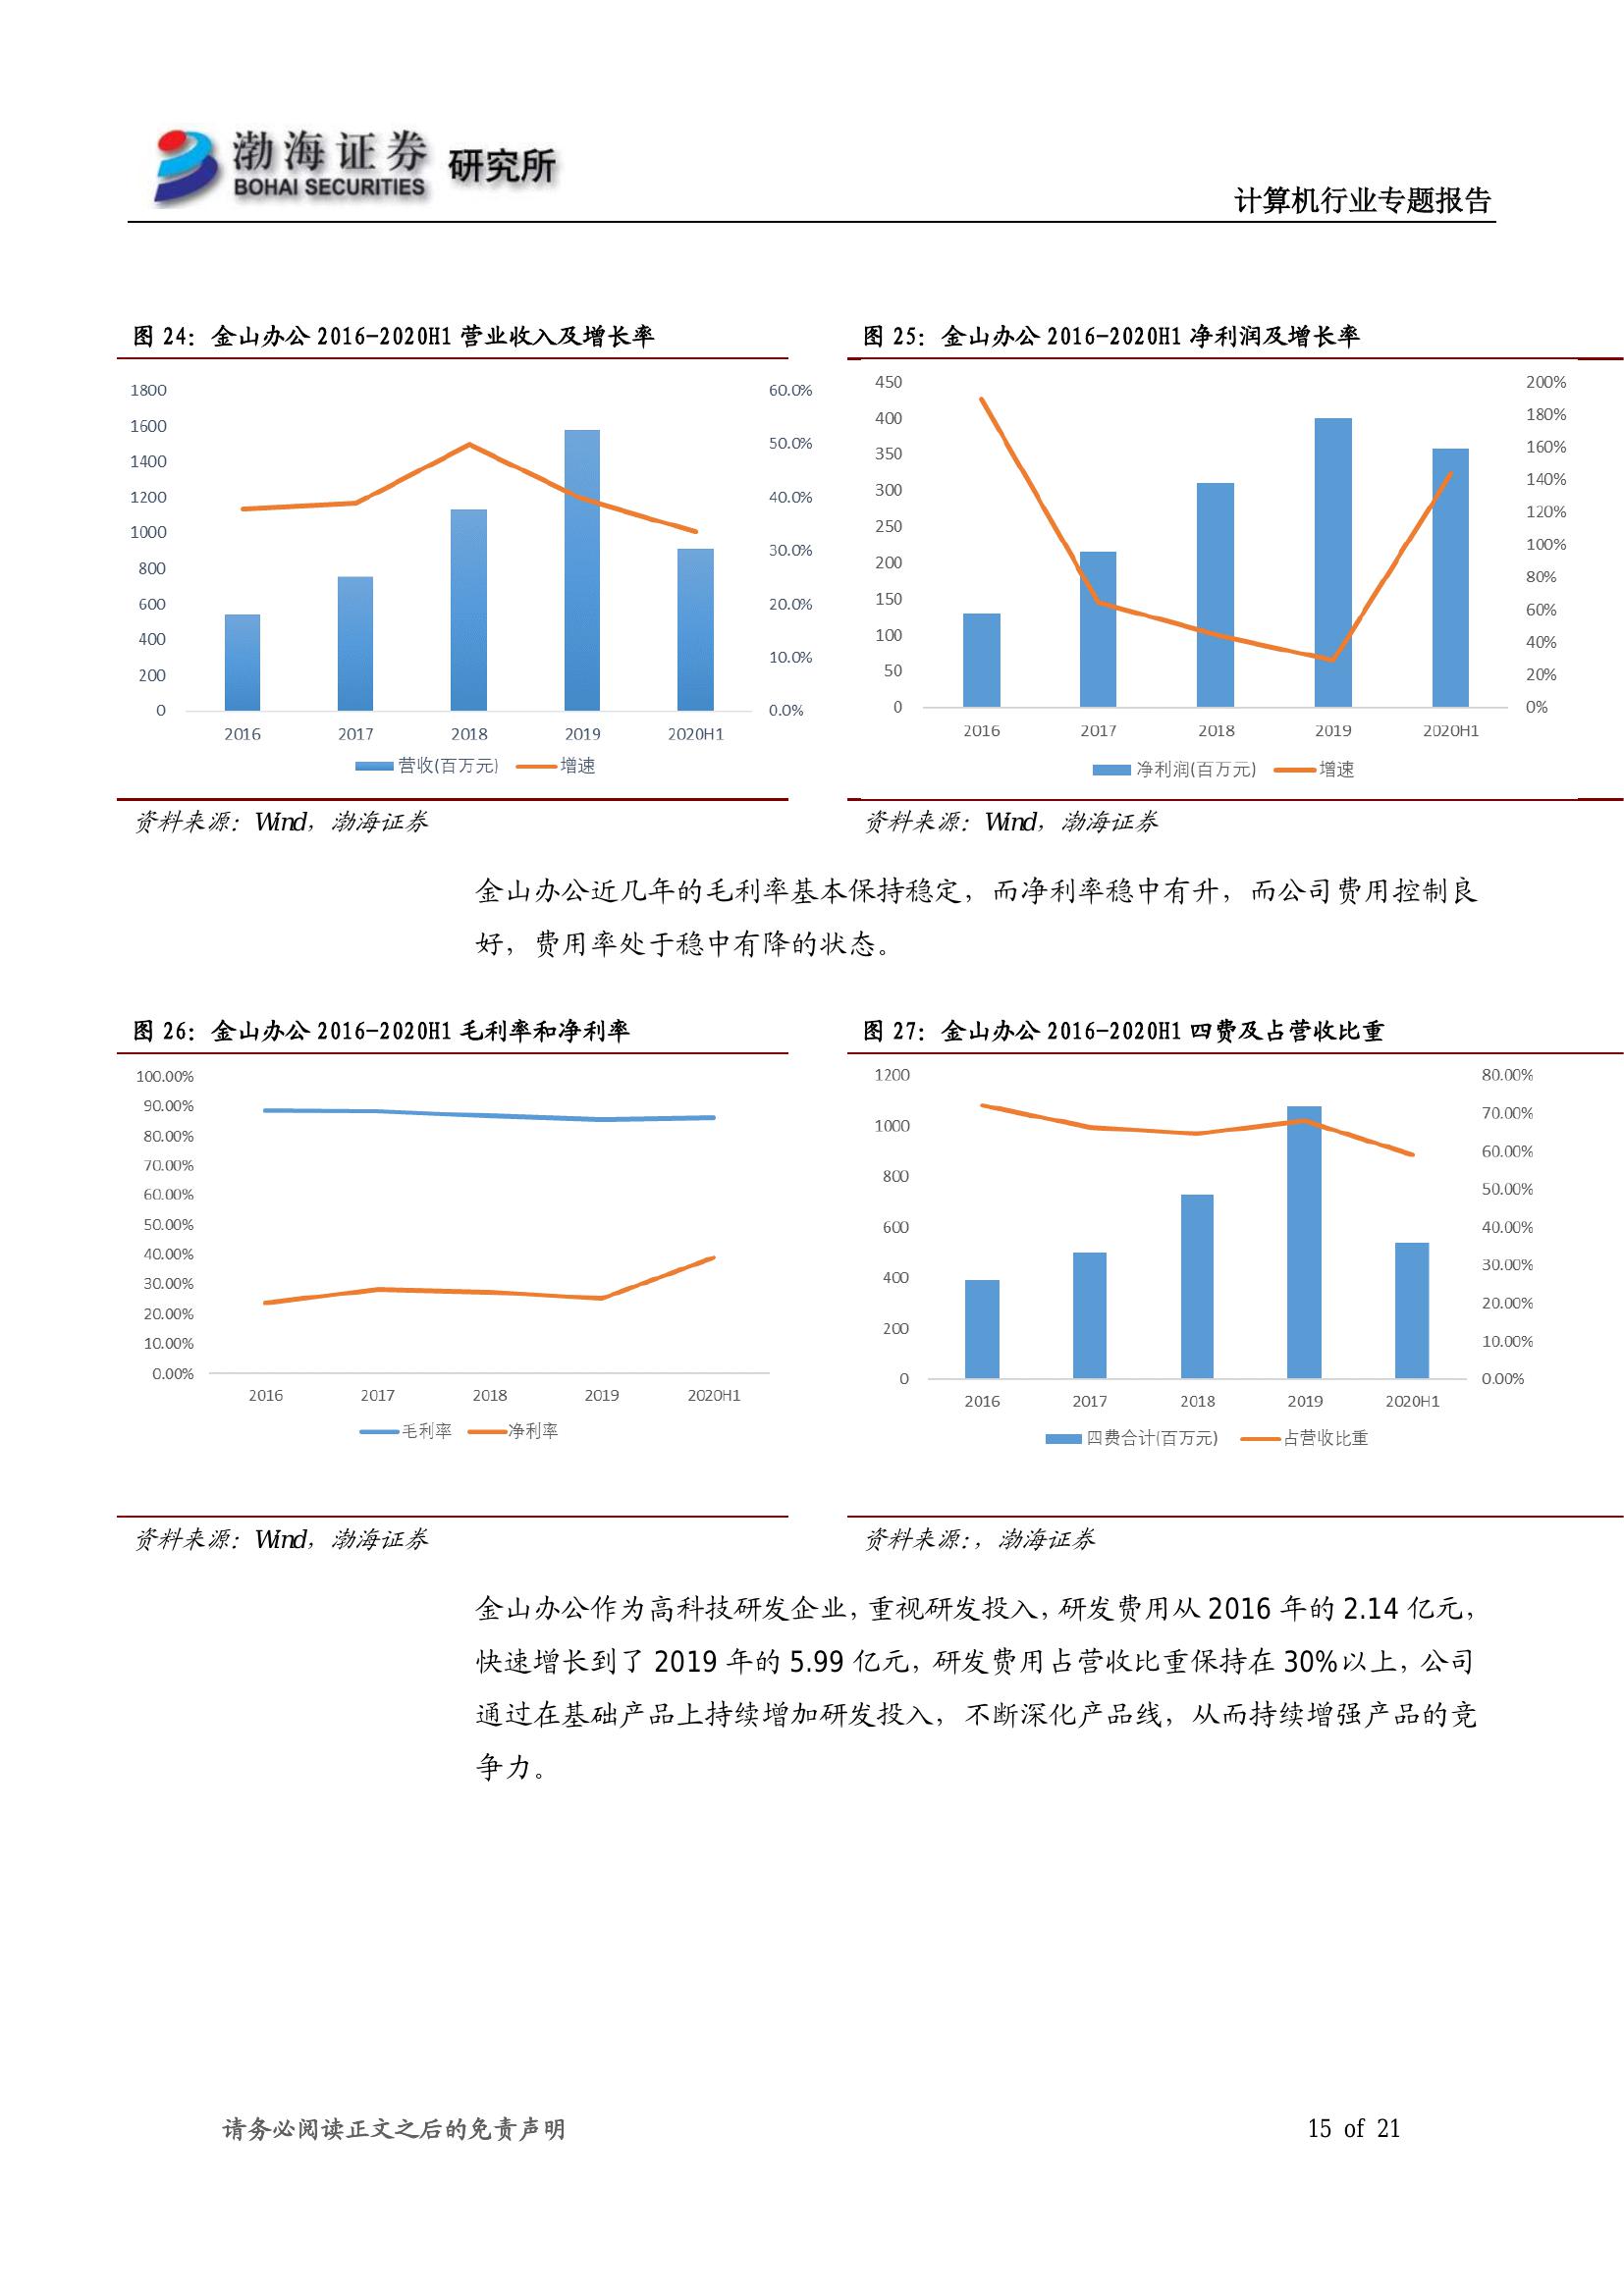 渤海证券 研究所
BOHAI SECURITIES
计算机行业专题报告
图 24：金山办公 2016-2020H1 营业收入及增长率
1800
1600
1400
1200
1000
800
600
400
200
0
60.0%
50.0%
40.0%
30.0%
20.0%
10.0%
0.0%
2016 2017 2018 2019 2020H1
营收(百万元) 增速
资料来源：Wind，渤海证券
图 25：金山办公 2016-2020H1 净利润及增长率
450
400
350
300
250
200
150
100
50
0
200%
180%
160%
140%
120%
100%
80%
60%
40%
20%
0%
2016 2017 2018 2019 2020H1
净利润(百万元) 增速
资料来源：Wind，渤海证券
金山办公近几年的毛利率基本保持稳定，而净利率稳中有升，而公司费用控制良
好，费用率处于稳中有降的状态。
图 26：金山办公 2016-2020H1 毛利率和净利率
100.00%
90.00%
80.00%
70.00%
60.00%
50.00%
40.00%
30.00%
20.00%
10.00%
0.00%
2016 2017 2018 2019 2020H1
毛利率 净利率
资料来源：Wind，渤海证券
图 27：金山办公 2016-2020H1 四费及占营收比重
1200
1000
800
600
400
200
0
80.00%
70.00%
60.00%
50.00%
40.00%
30.00%
20.00%
10.00%
0.00%
2016 2017 2018 2019 2020H1
四费合计(百万元) 占营收比重
资料来源：，渤海证券
金山办公作为高科技研发企业，重视研发投入，研发费用从 2016 年的 2.14 亿元，
快速增长到了 2019 年的 5.99 亿元，研发费用占营收比重保持在 30%以上，公司
通过在基础产品上持续增加研发投入，不断深化产品线，从而持续增强产品的竞
争力。
请务必阅读正文之后的免责声明
15 of 21